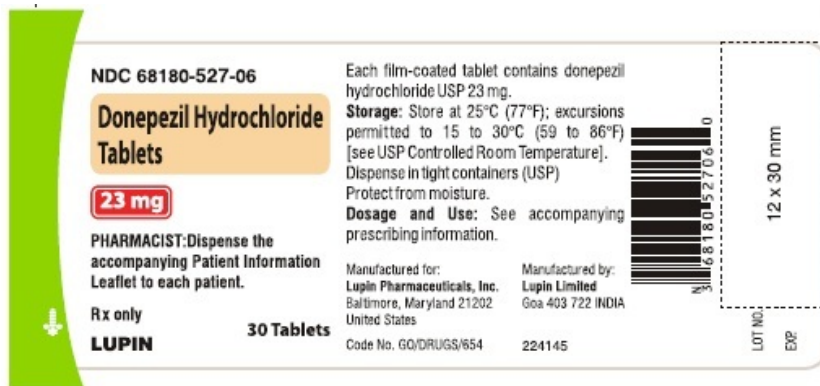 NDC 68180-527-06
Donepezil Hydrochloride
Tablets
23 mg
PHARMACIST:Dispense the
accompanying Patient Information
Leaflet to each patient.
Rx only
30 Tablets
LUPIN
Each film-coated tablet contains donepezil
hydrochloride USP 23 mg.
Storage: Store at 25°C (77°F); excursions
permitted to 15 to 30°C (59 to 86°F)
[see USP Controlled Room Temperature].
Dispense in tight containers (USP)
Protect from moisture.
Dosage and Use: See accompanying
prescribing information.
Manufactured for:
Lupin Pharmaceuticals, Inc.
Baltimore, Maryland 21202
United States
Manufactured by:
Lupin Limited
Goa 403 722 INDIA
Code No. GO/DRUGS/654
224145
N
3 68180 52706 0
12 x 30 mm
LOT NO.
EXP.